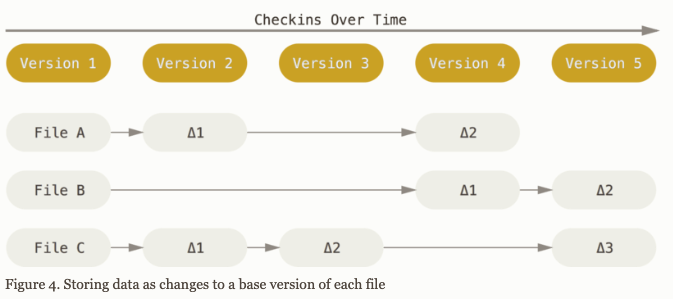 Checkins Over Time
Version 1 Version 2 Version 3 Version 4 Version 5
File A Δ1 Δ2
File B Δ1 Δ2
File C Δ1 Δ2 Δ3
Figure 4. Storing data as changes to a base version of each file